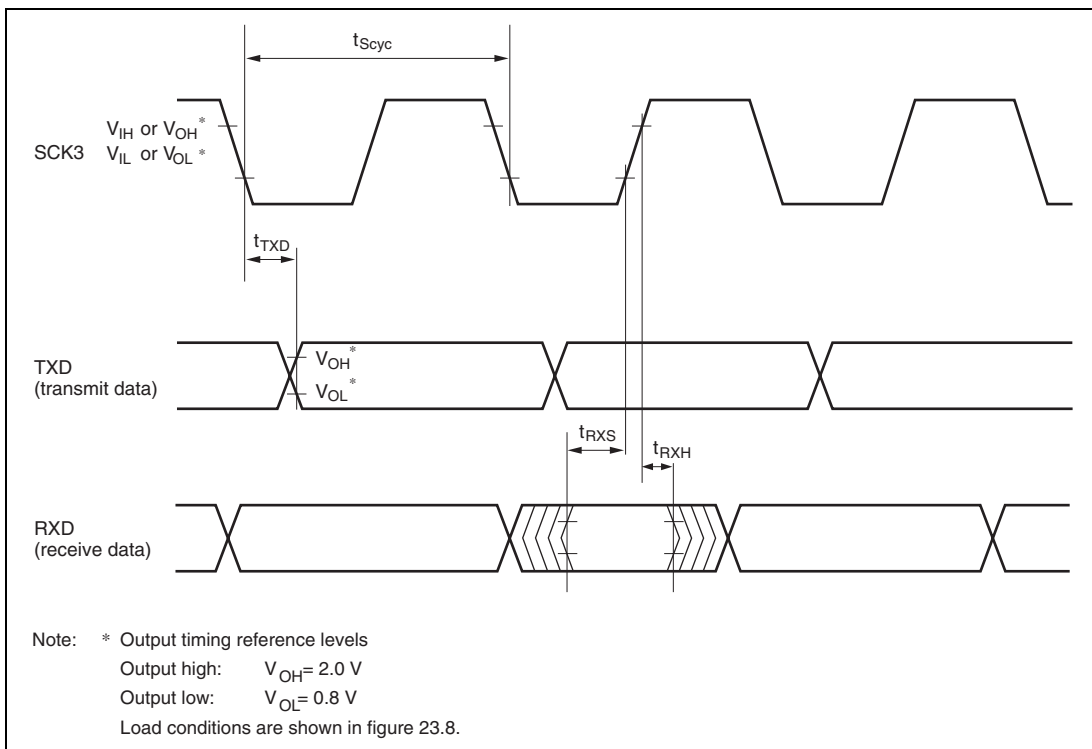 tScyc
VIH or VOH*
SCK3 VIL or VOL*
tTXD
TXD
(transmit data)
VOH*
VOL*
tRXS
tRXH
RXD
(receive data)
Note: * Output timing reference levels
Output high: VOH= 2.0 V
Output low: VOL= 0.8 V
Load conditions are shown in figure 23.8.